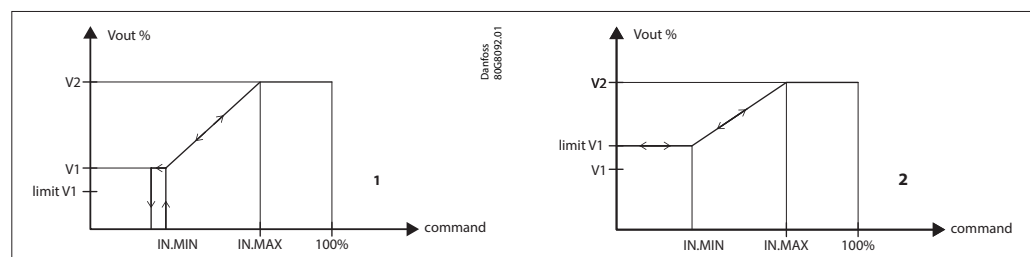 Vout %
V2
V1
limit V1
IN.MIN
IN.MAX
100%
command
1
Danfoss
80G8092.01
Vout %
V2
limit V1
V1
IN.MIN
IN.MAX
100%
command
2